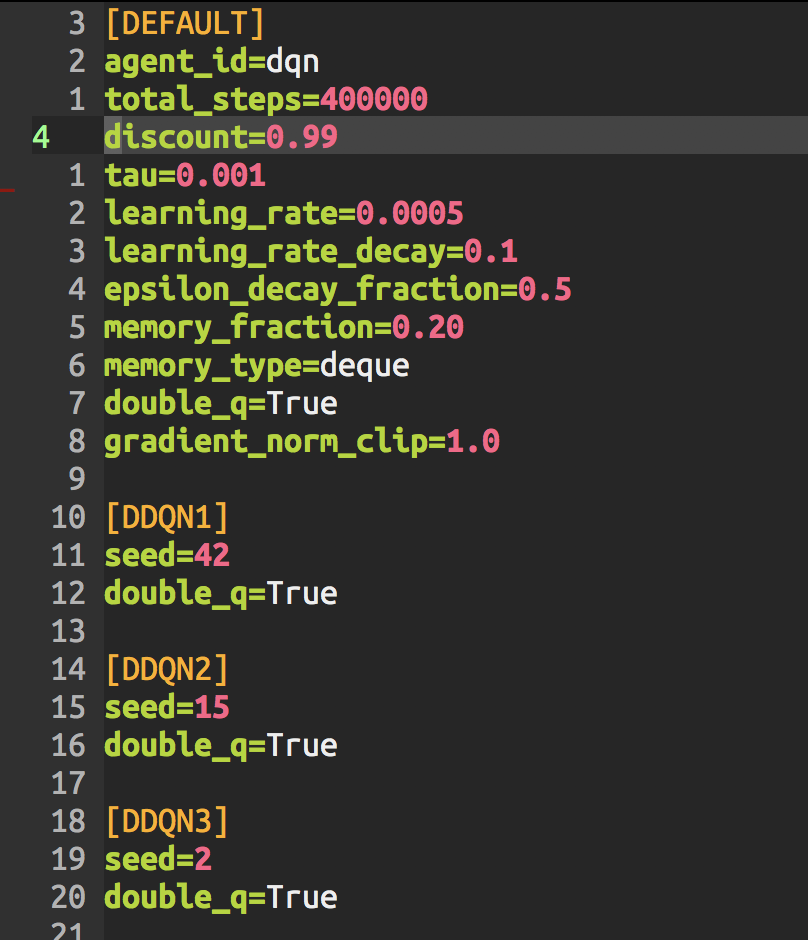 3 [DEFAULT]
2 agent_id=dqn
1 total_steps=400000
4 discount=0.99
1 tau=0.001
2 learning_rate=0.0005
3 learning_rate_decay=0.1
4 epsilon_decay_fraction=0.5
5 memory_fraction=0.20
6 memory_type=deque
7 double_q=True
8 gradient_norm_clip=1.0
9
10 [DDQN1]
11 seed=42
12 double_q=True
13
14 [DDQN2]
15 seed=15
16 double_q=True
17
18 [DDQN3]
19 seed=2
20 double_q=True
21